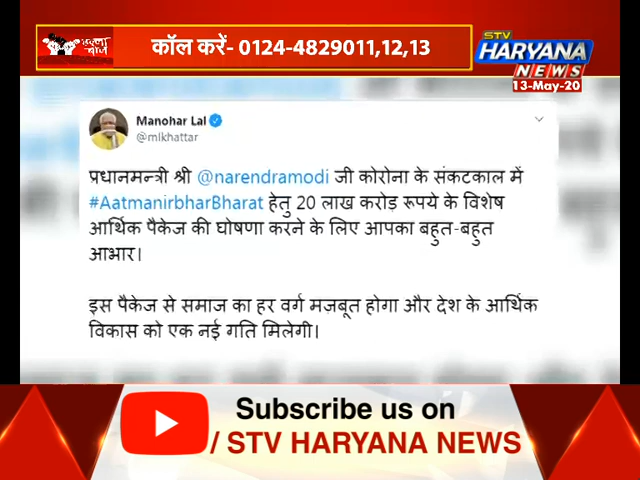 हल्ला बोल
कॉल करें- 0124-4829011,12,13
STV
HARYANA
NEWS
13-May-20
Manohar Lal
@mlkhattar
प्रधानमन्त्री श्री @narendramodi जी कोरोना के संकटकाल में
#AatmanirbharBharat हेतु 20 लाख करोड़ रूपये के विशेष
आर्थिक पैकेज की घोषणा करने के लिए आपका बहुत-बहुत
आभार।
इस पैकेज से समाज का हर वर्ग मज़बूत होगा और देश के आर्थिक
विकास को एक नई गति मिलेगी।
Subscribe us on
/ STV HARYANA NEWS